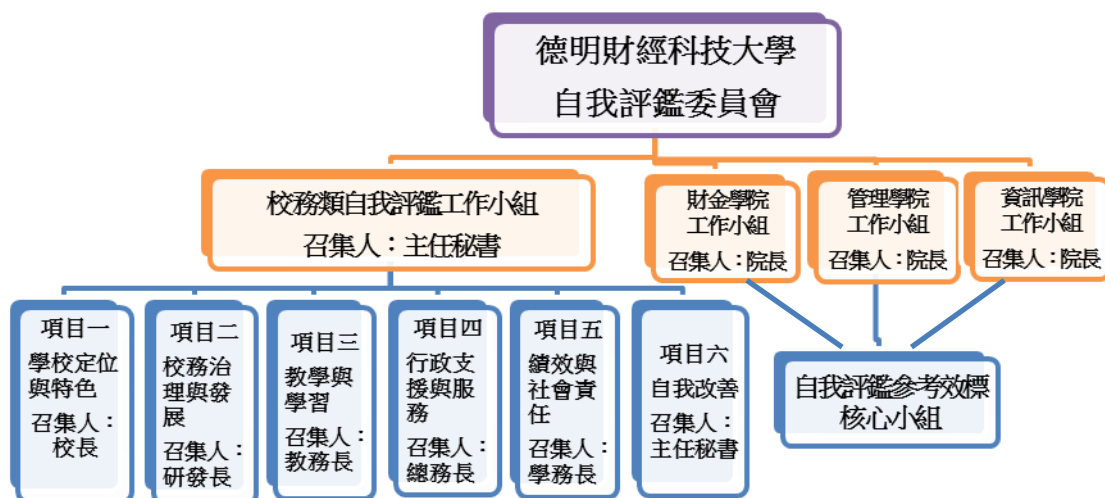 德明財經科技大學
自我評鑑委員會
校務類自我評鑑工作小組
召集人：主任秘書
財金學院
工作小組
召集人：院長
管理學院
工作小組
召集人：院長
資訊學院
工作小組
召集人：院長
項目一
學校定位
與特色
召集人：
校長
項目二
校務治
理與發
展
召集人：
研發長
項目三
教學與
學習
召集人：
教務長
項目四
行政支
援與服
務
召集人：
總務長
項目五
績效與
社會責
任
召集人：
學務長
項目六
自我改善
召集人：
主任秘書
自我評鑑參考效標
核心小組